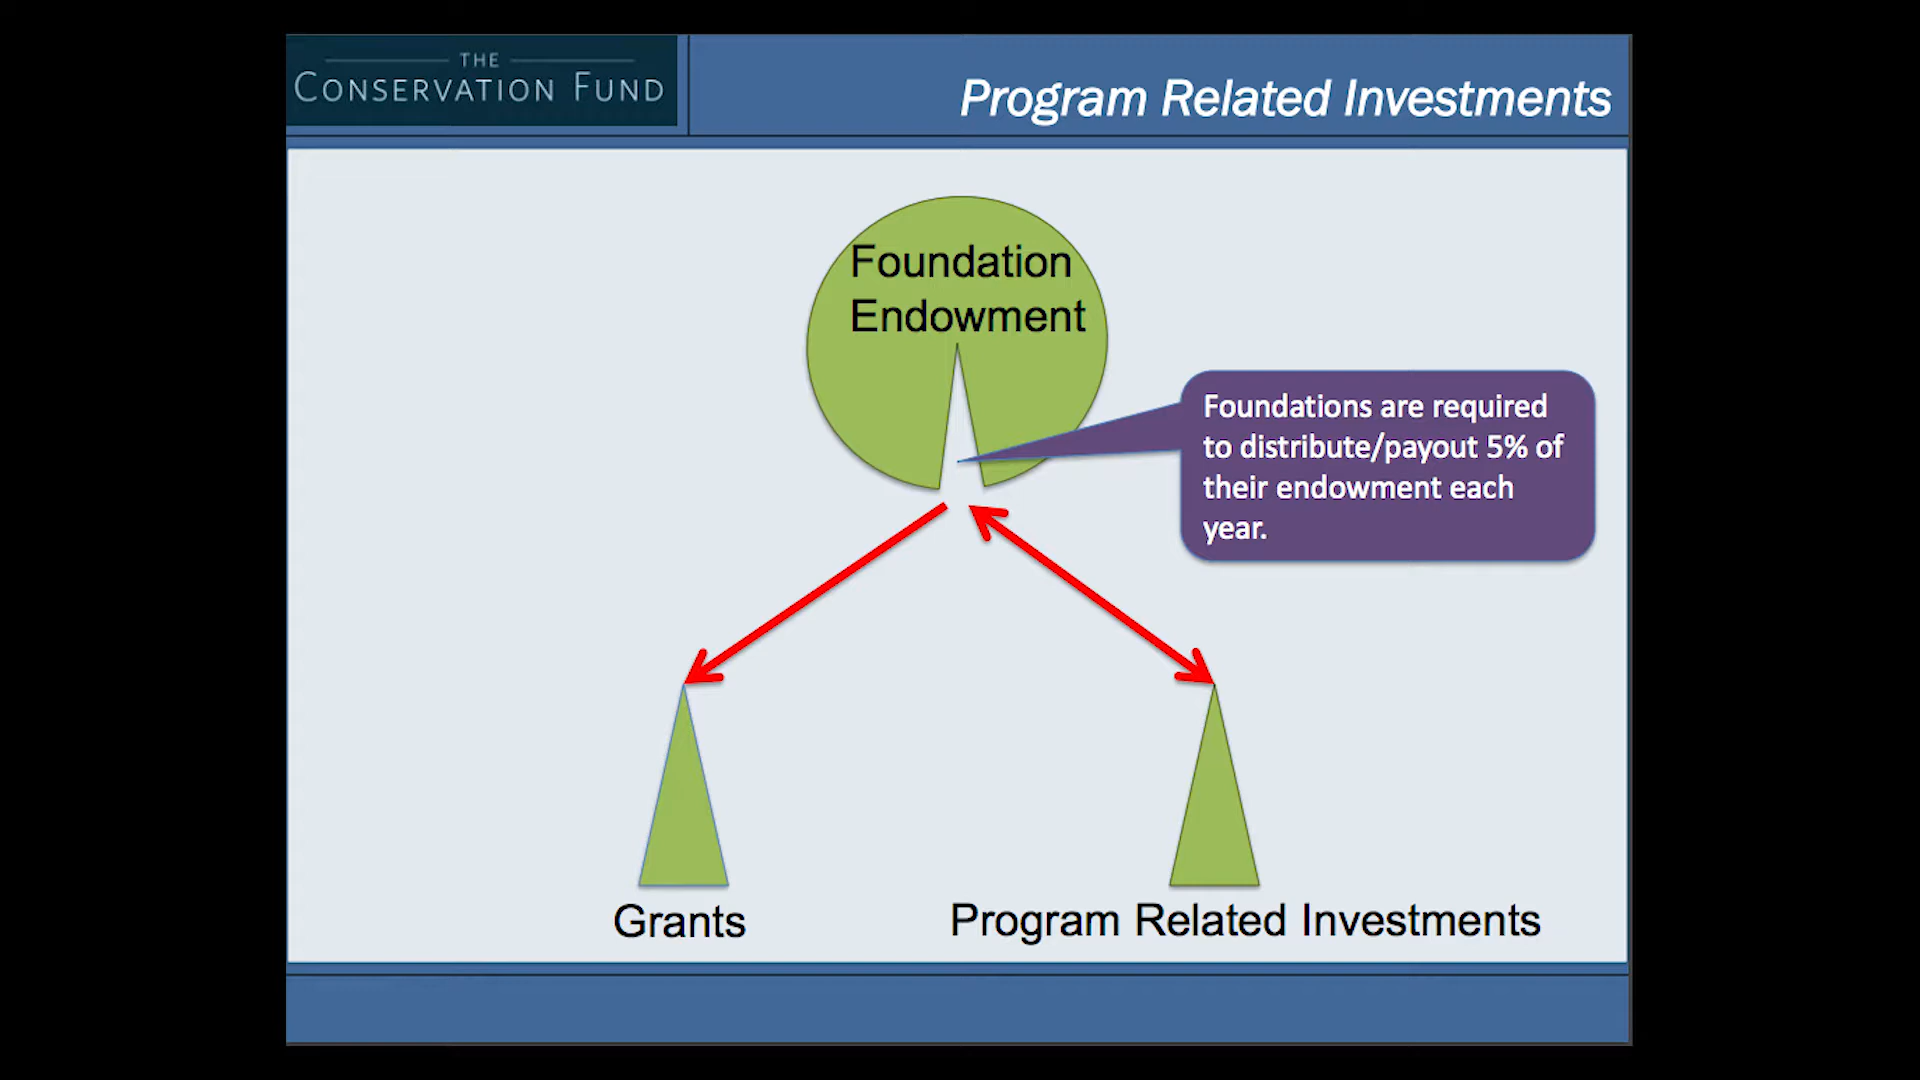 THE
CONSERVATION FUND
Program Related Investments
Foundation
Endowment
Foundations are required
to distribute/payout 5% of
their endowment each
year.
Grants
Program Related Investments